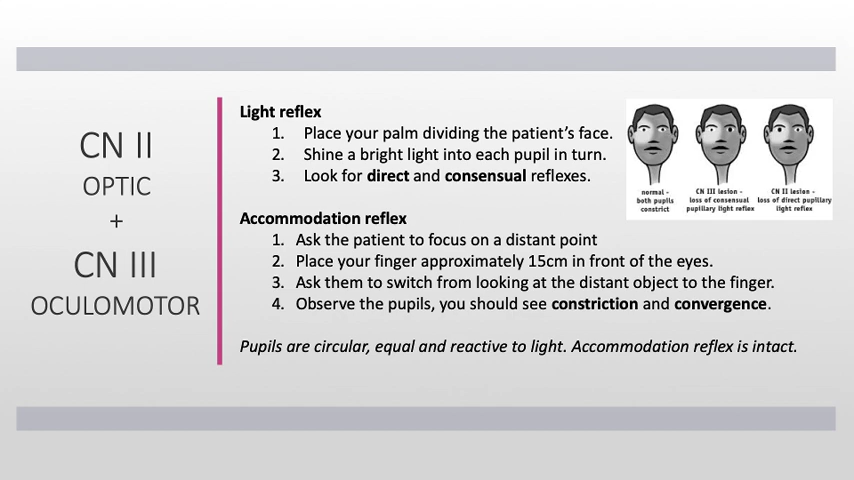 CN II
OPTIC
+
CN III
OCULOMOTOR
Light reflex
1. Place your palm dividing the patient's face.
2. Shine a bright light into each pupil in turn.
3. Look for direct and consensual reflexes.
Accommodation reflex
1. Ask the patient to focus on a distant point
2. Place your finger approximately 15cm in front of the eyes.
3. Ask them to switch from looking at the distant object to the finger.
4. Observe the pupils, you should see constriction and convergence.
Pupils are circular, equal and reactive to light. Accommodation reflex is intact.
normal -
both pupils
constrict
CN III lesion -
loss of consensual
pupillary light reflex
CN II lesion -
loss of direct pupillary
light reflex